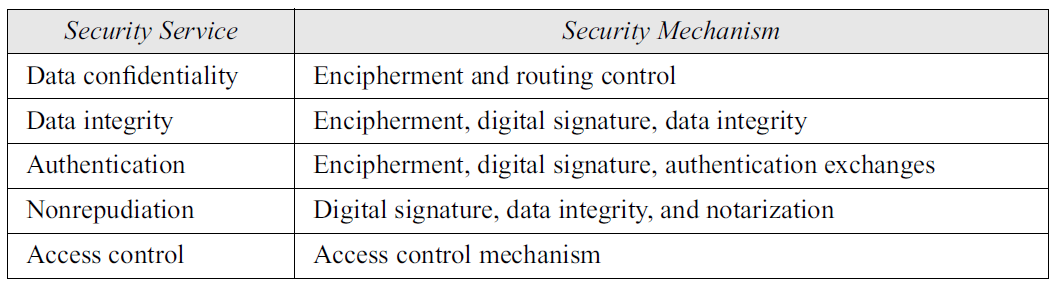 Security Service Security Mechanism
Data confidentiality Encipherment and routing control
Data integrity Encipherment, digital signature, data integrity
Authentication Encipherment, digital signature, authentication exchanges
Nonrepudiation Digital signature, data integrity, and notarization
Access control Access control mechanism